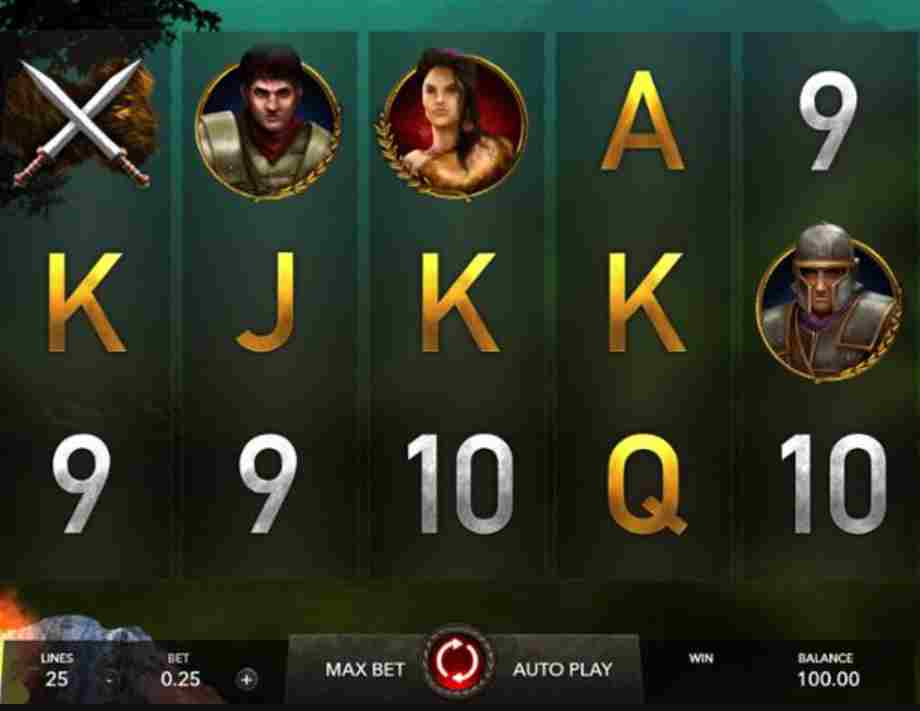 A 9
K J K K
9 9 10 Q 10
LINES BET WIN BALANCE
25 - 0.25 + MAX BET AUTO PLAY 100.00